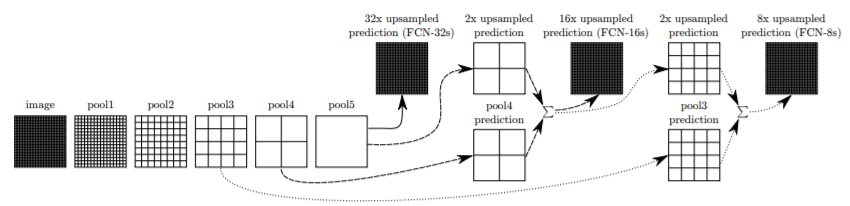 32x upsampled
prediction (FCN-32s)
2x upsampled
prediction
16x upsampled
prediction (FCN-16s)
2x upsampled
prediction
8x upsampled
prediction (FCN-8s)
image
pool1
pool2
pool3
pool4
pool5
pool4
prediction
∑
pool3
prediction
∑